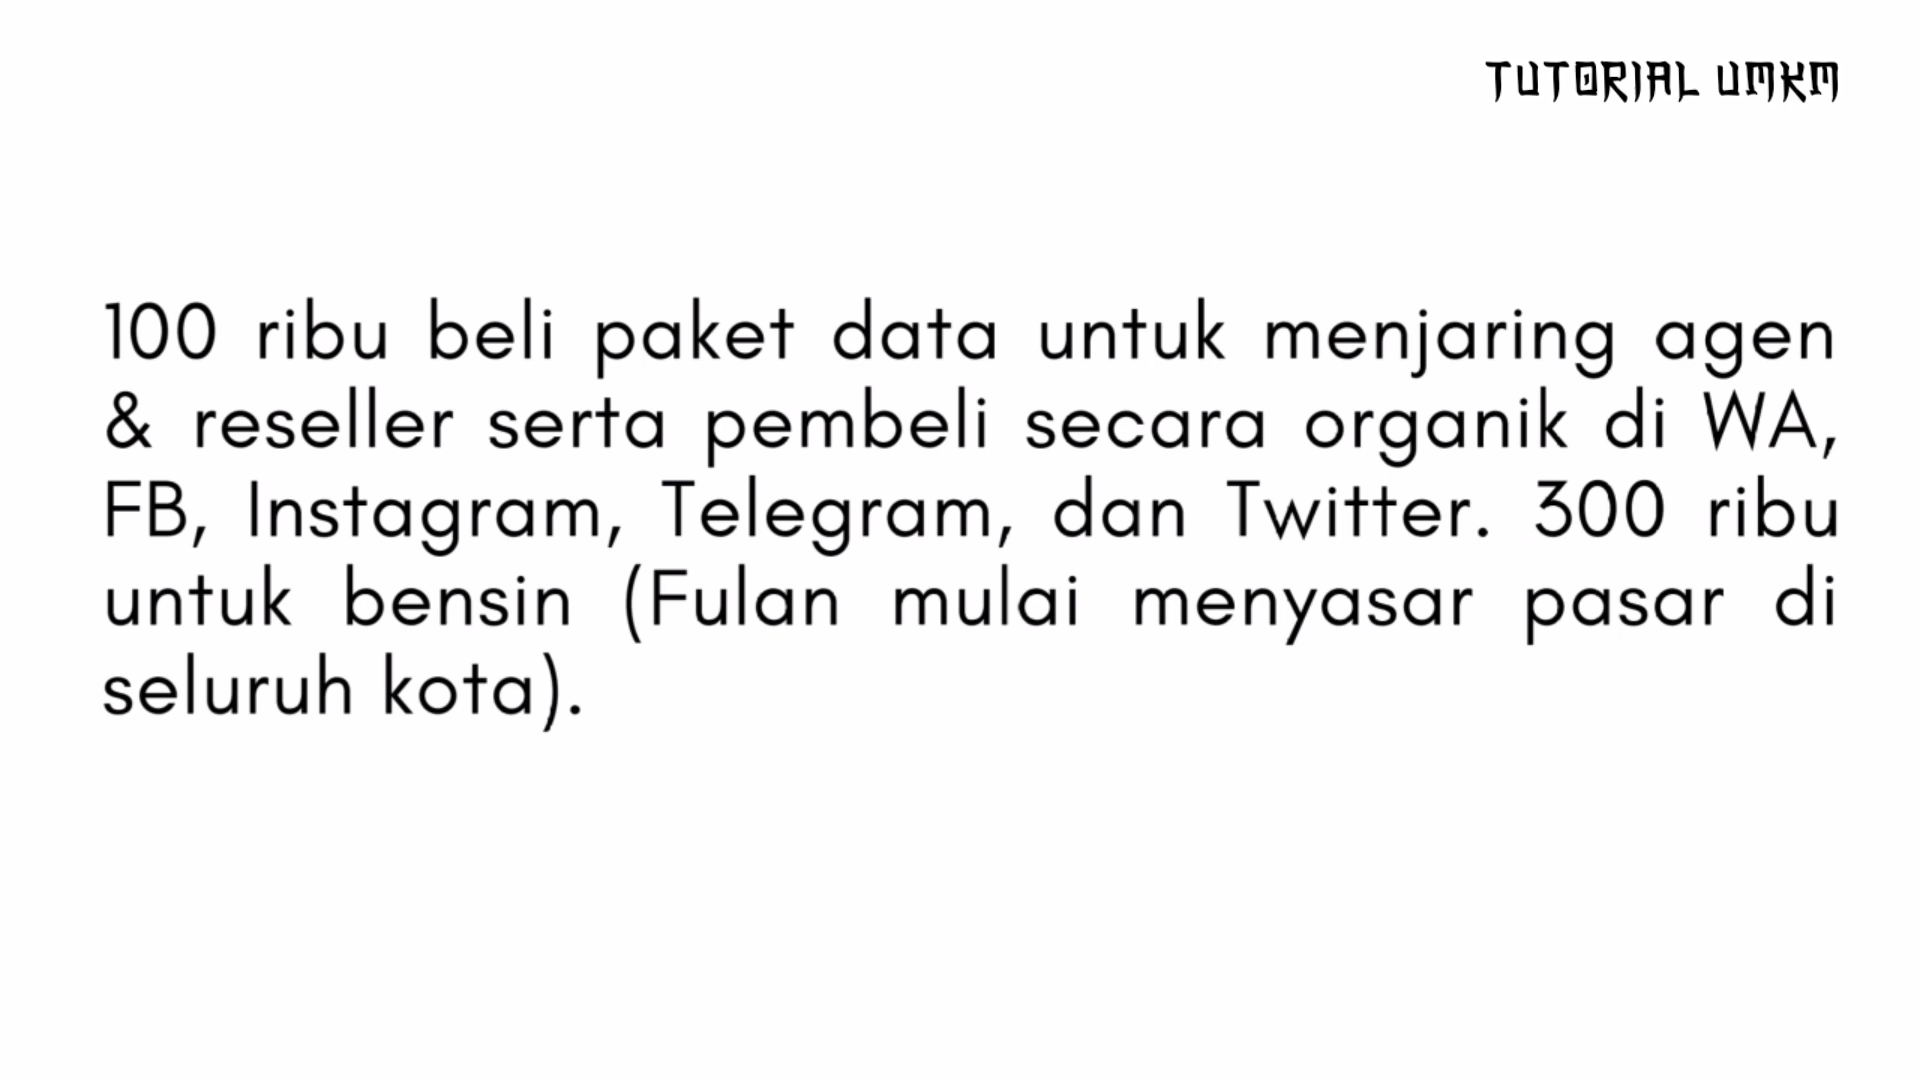 TUTORIAL UMKM
100 ribu beli paket data untuk menjaring agen
& reseller serta pembeli secara organik di WA,
FB, Instagram, Telegram, dan Twitter. 300 ribu
untuk bensin (Fulan mulai menyasar pasar di
seluruh kota).